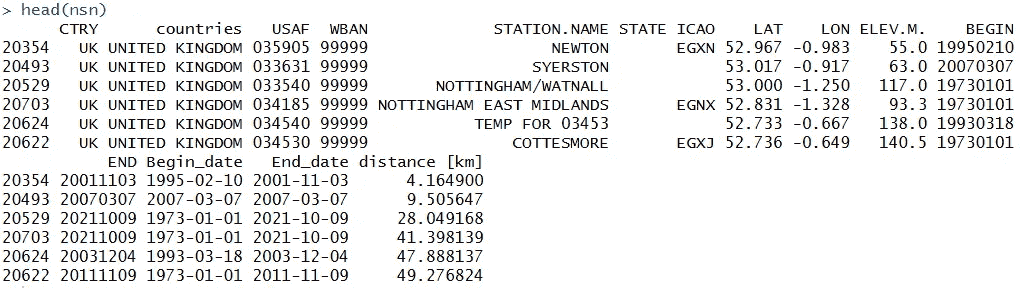 > head(nsn)
      CTRY      countries   USAF  WBAN           STATION.NAME STATE ICAO    LAT    LON ELEV.M.    BEGIN
20354   UK UNITED KINGDOM 035905 99999                 NEWTON       EGXN 52.967 -0.983    55.0 19950210
20493   UK UNITED KINGDOM 033631 99999               SYERSTON            53.017 -0.917    63.0 20070307
20529   UK UNITED KINGDOM 033540 99999     NOTTINGHAM/WATNALL            53.000 -1.250   117.0 19730101
20703   UK UNITED KINGDOM 034185 99999 NOTTINGHAM EAST MIDLANDS       EGNX 52.831 -1.328    93.3 19730101
20624   UK UNITED KINGDOM 034540 99999         TEMP FOR 03453            52.733 -0.667   138.0 19930318
20622   UK UNITED KINGDOM 034530 99999             COTTESMORE       EGXJ 52.736 -0.649   140.5 19730101
           END Begin_date   End_date distance [km]
20354 20011103 1995-02-10 2001-11-03      4.164900
20493 20070307 2007-03-07 2007-03-07      9.505647
20529 20211009 1973-01-01 2021-10-09     28.049168
20703 20211009 1973-01-01 2021-10-09     41.398139
20624 20031204 1993-03-18 2003-12-04     47.888137
20622 20111109 1973-01-01 2011-11-09     49.276824